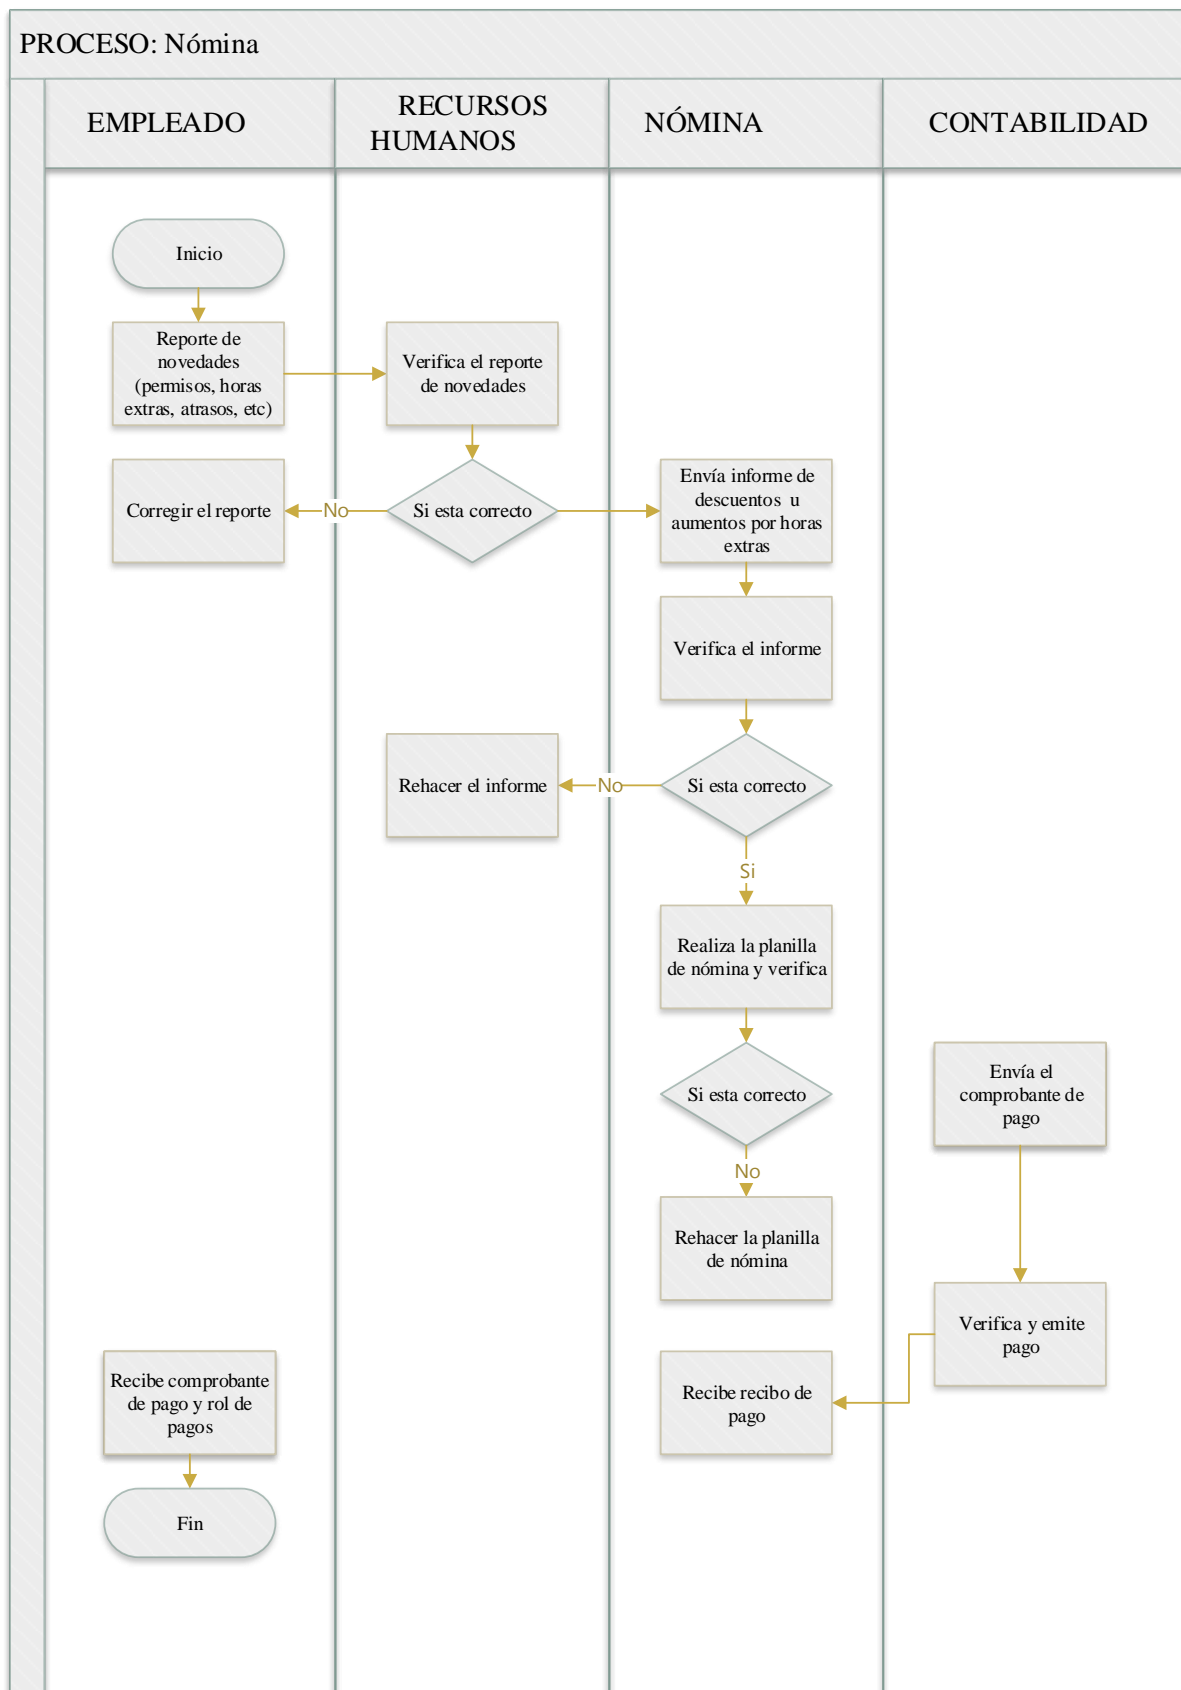 PROCESO: Nómina
EMPLEADO
RECURSOS
HUMANOS
NÓMINA
CONTABILIDAD
Inicio
Reporte de
novedades
(permisos, horas
extras, atrasos, etc)
Verifica el reporte
de novedades
Corregir el reporte
No
Si esta correcto
Envía informe de
descuentos u
aumentos por horas
extras
Verifica el informe
Rehacer el informe
No
Si esta correcto
Si
Realiza la planilla
de nómina y verifica
Si esta correcto
Envía el
comprobante de
pago
No
Rehacer la planilla
de nómina
Verifica y emite
pago
Recibe comprobante
de pago y rol de
pagos
Recibe recibo de
pago
Fin